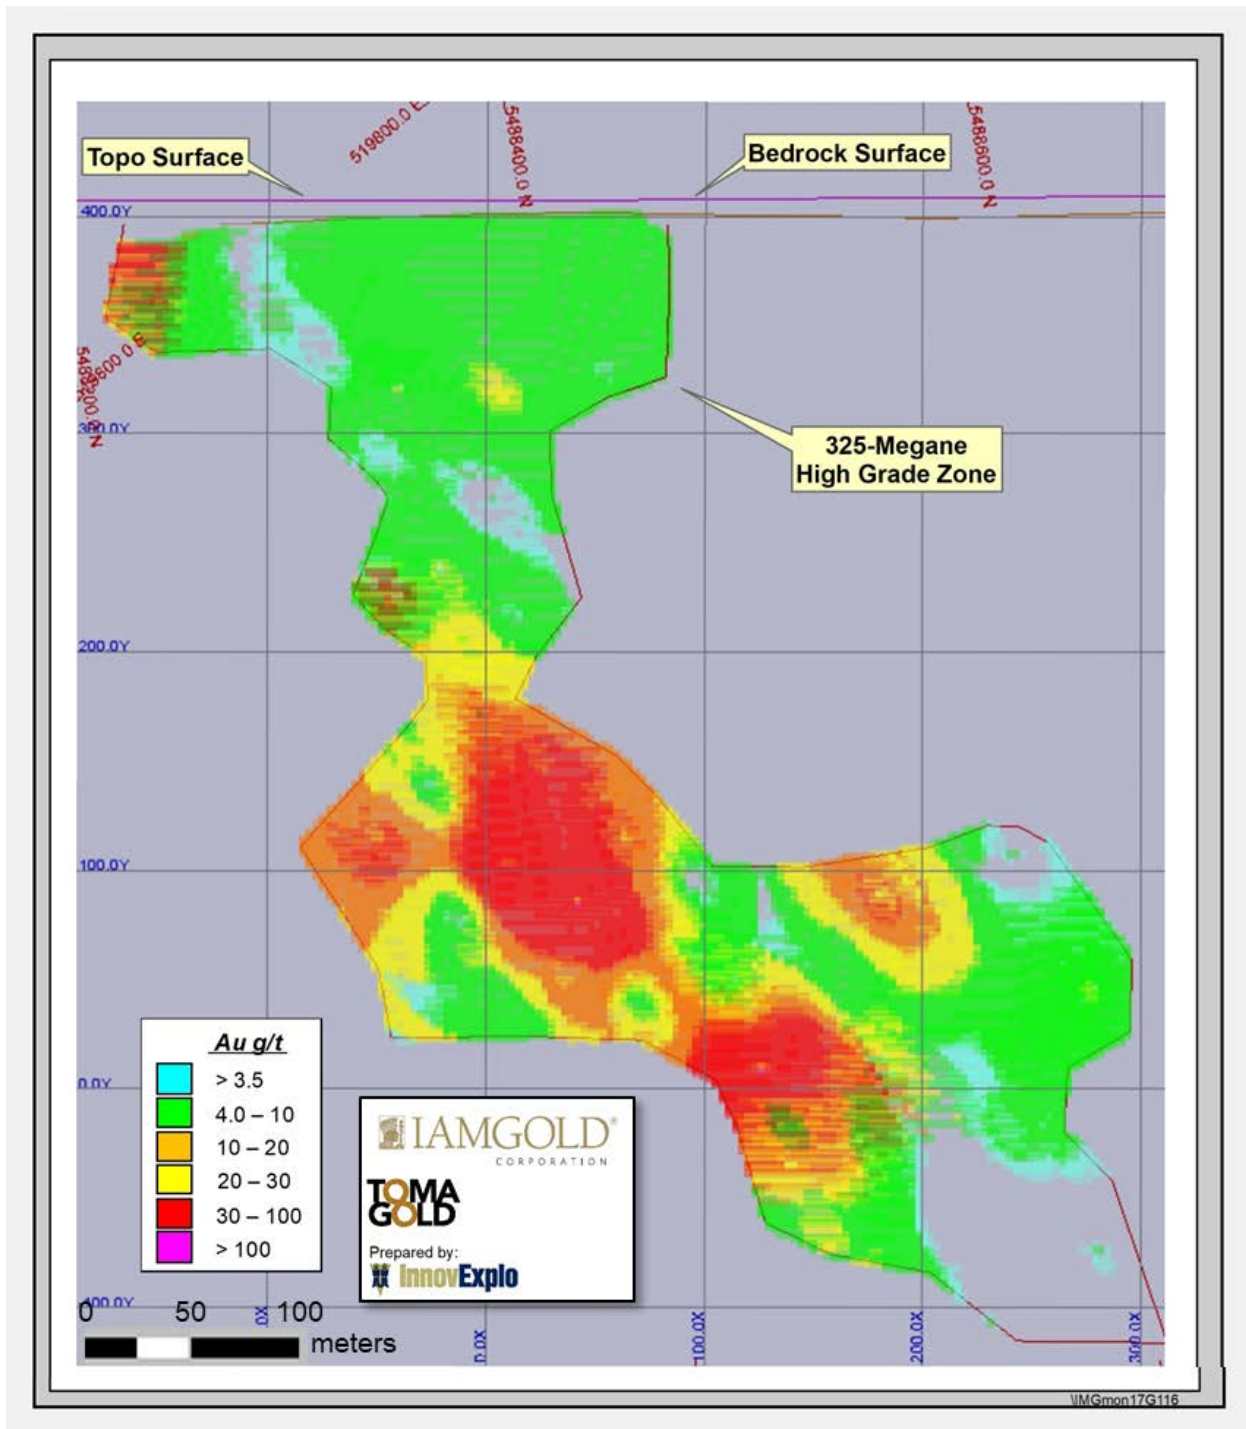 519800.0 E
5488400.0 N
5488600.0 N
Topo Surface
Bedrock Surface
400.0Y
325-Megane
High Grade Zone
300.0Y
200.0Y
100.0Y
0.0Y
Au g/t
> 3.5
4.0 – 10
10 – 20
20 – 30
30 – 100
> 100
IAMGOLD®
CORPORATION
TOMA
GOLD
Prepared by:
InnovExplo
100.0Y
0 50 100
meters
0X
0.0X
100.0X
200.0X
300.0X
\IMGmon17G116